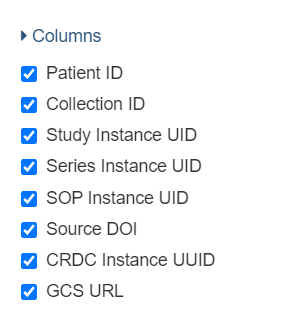 Columns
Patient ID
Collection ID
Study Instance UID
Series Instance UID
SOP Instance UID
Source DOI
CRDC Instance UUID
GCS URL